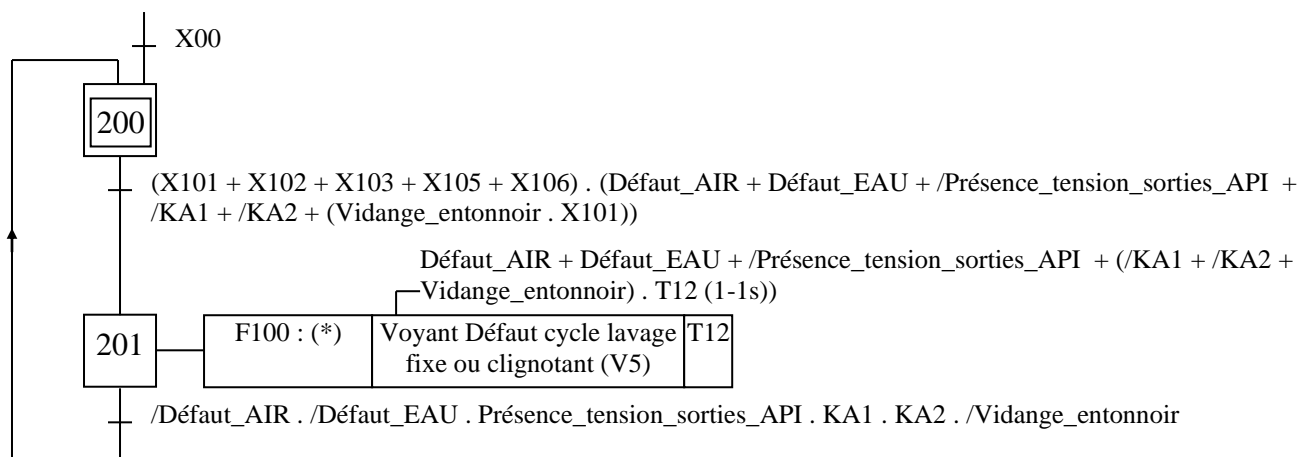 X00
200
(X101 + X102 + X103 + X105 + X106) . (Défaut_AIR + Défaut_EAU + /Présence_tension_sorties_API +
/KA1 + /KA2 + (Vidange_entonnoir . X101))
Défaut_AIR + Défaut_EAU + /Présence_tension_sorties_API + (/KA1 + /KA2 +
Vidange_entonnoir) . T12 (1-1s))
201
F100 : (*)
Voyant Défaut cycle lavage
fixe ou clignotant (V5)
T12
/Défaut_AIR . /Défaut_EAU . Présence_tension_sorties_API . KA1 . KA2 . /Vidange_entonnoir